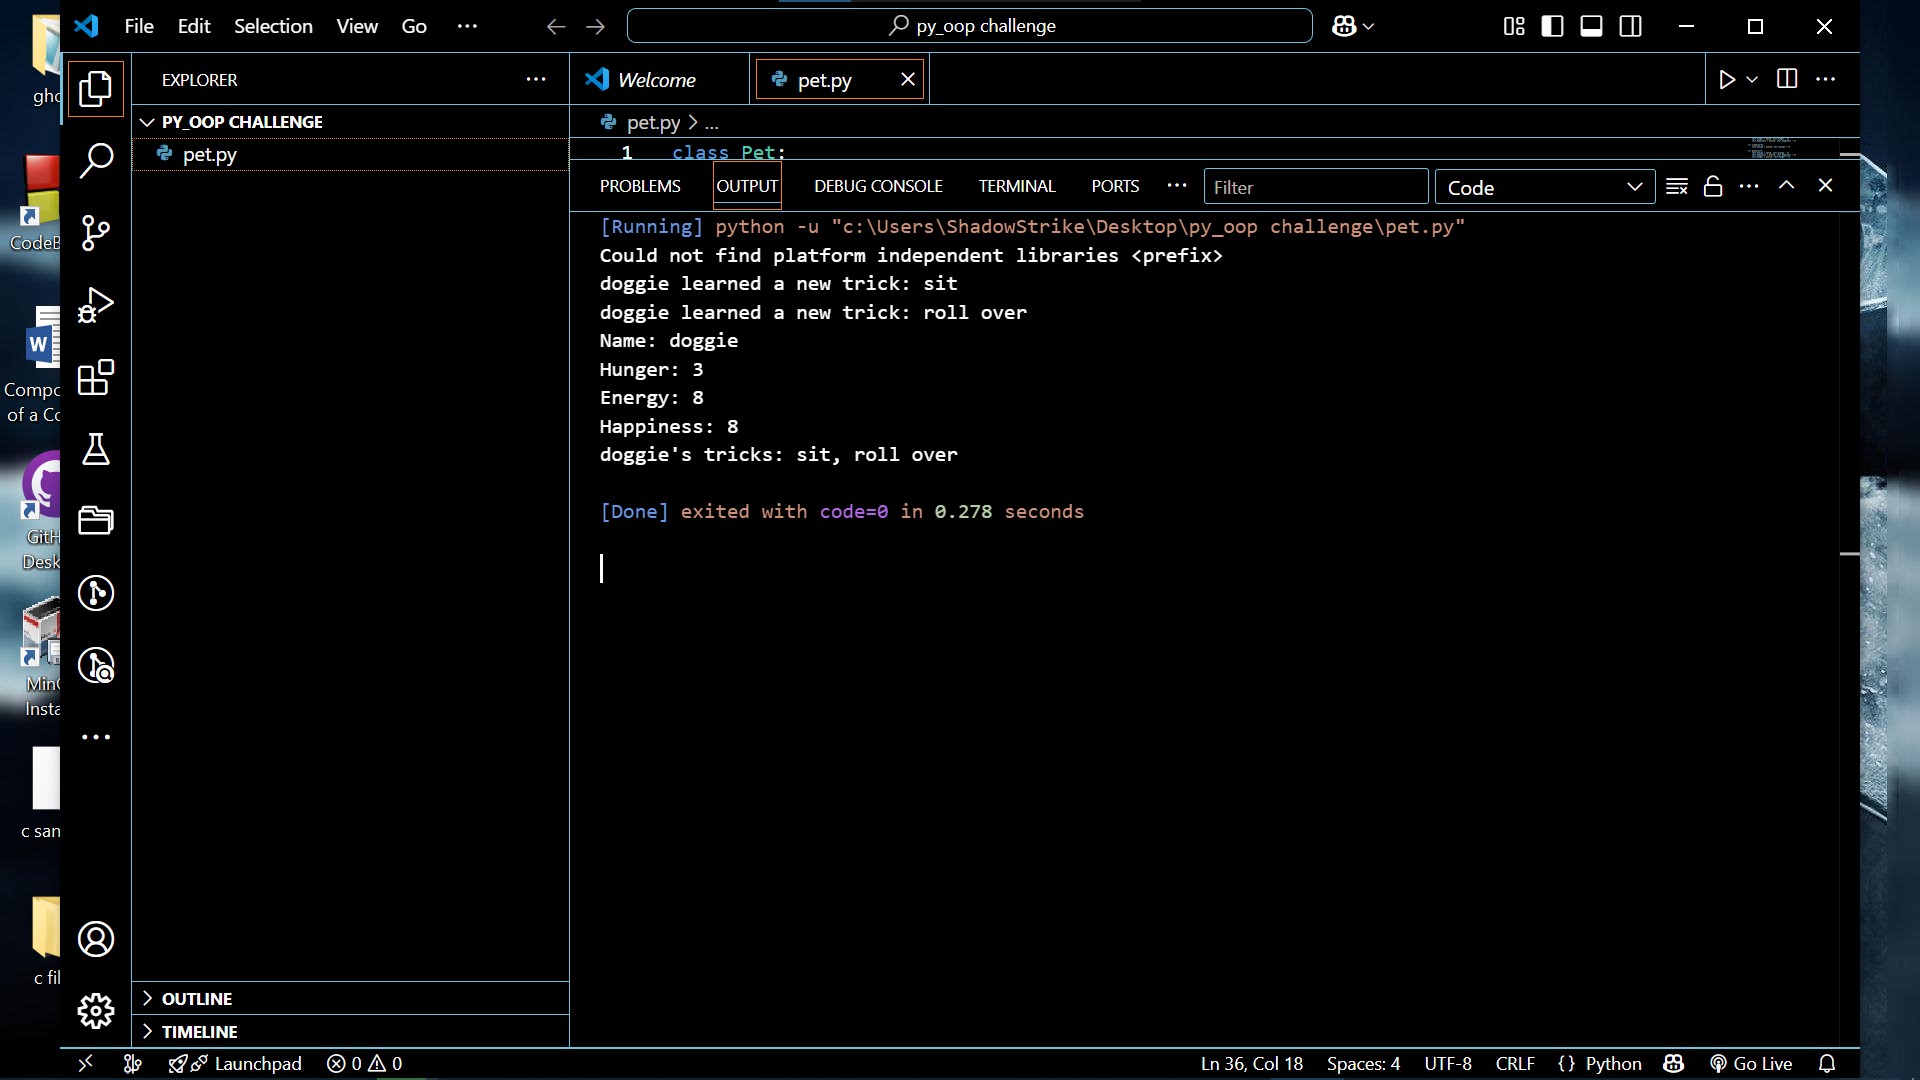 File Edit Selection View Go ...
py_oop challenge
EXPLORER
Welcome
pet.py
PY_OOP CHALLENGE
pet.py
pet.py > ...
1 class Pet:
PROBLEMS OUTPUT DEBUG CONSOLE TERMINAL PORTS ... Filter Code
[Running] python -u "c:\Users\ShadowStrike\Desktop\py_oop challenge\pet.py"
Could not find platform independent libraries <prefix>
doggie learned a new trick: sit
doggie learned a new trick: roll over
Name: doggie
Hunger: 3
Energy: 8
Happiness: 8
doggie's tricks: sit, roll over
[Done] exited with code=0 in 0.278 seconds
OUTLINE
TIMELINE
Launchpad 0 0
Ln 36, Col 18 Spaces: 4 UTF-8 CRLF {} Python Go Live
CodeB
W
Compo
of a Co
GitH
Desk
Min
Insta
c san
c fil